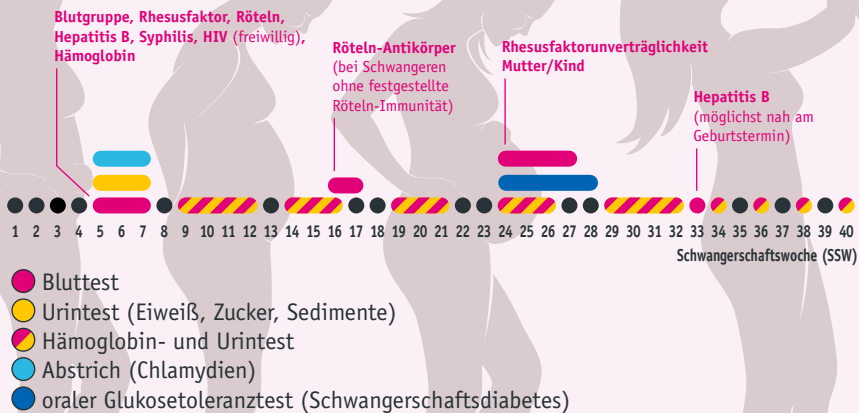 Blutgruppe, Rhesusfaktor, Röteln,
Hepatitis B, Syphilis, HIV (freiwillig),
Hämoglobin
Röteln-Antikörper
(bei Schwangeren
ohne festgestellte
Röteln-Immunität)
Rhesusfaktorunverträglichkeit
Mutter/Kind
Hepatitis B
(möglichst nah am
Geburtstermin)
1 2 3 4 5 6 7 8 9 10 11 12 13 14 15 16 17 18 19 20 21 22 23 24 25 26 27 28 29 30 31 32 33 34 35 36 37 38 39 40
Schwangerschaftswoche (SSW)
Bluttest
Urintest (Eiweiß, Zucker, Sedimente)
Hämoglobin- und Urintest
Abstrich (Chlamydien)
oraler Glukosetoleranztest (Schwangerschaftsdiabetes)